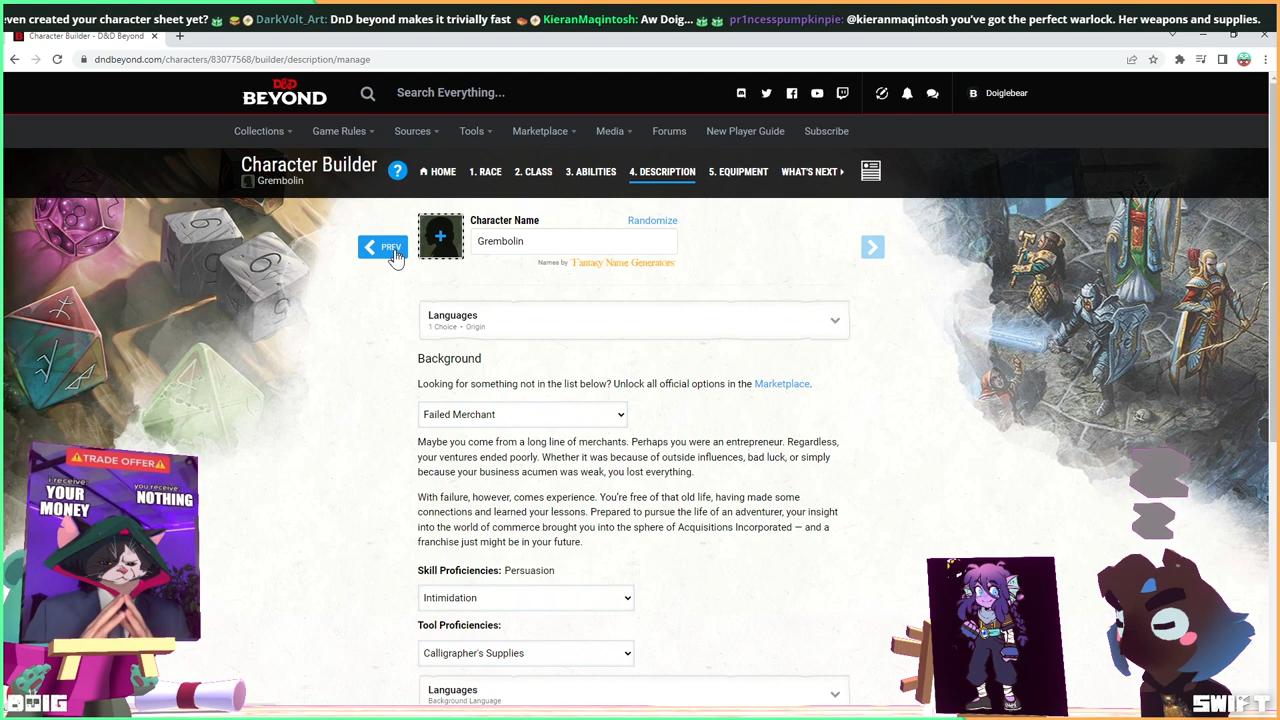 even created your character sheet yet? DarkVolt_Art: DnD beyond makes it trivially fast KieranMaqintosh: Aw Doig... pr1ncesspumpkinpie: @kieranmaqintosh you've got the perfect warlock. Her weapons and supplies.
Character Builder - D&D Beyond
dndbeyond.com/characters/83077568/builder/description/manage
D&D BEYOND
Search Everything...
Doiglebear
Collections
Game Rules
Sources
Tools
Marketplace
Media
Forums
New Player Guide
Subscribe
Character Builder
Grembolin
?
HOME
1. RACE
2. CLASS
3. ABILITIES
4. DESCRIPTION
5. EQUIPMENT
WHAT'S NEXT
PREV
Character Name
Randomize
Grembolin
Names by Fantasy Name Generators
Languages
1 Choice • Origin
Background
Looking for something not in the list below? Unlock all official options in the Marketplace.
Failed Merchant
Maybe you come from a long line of merchants. Perhaps you were an entrepreneur. Regardless,
your ventures ended poorly. Whether it was because of outside influences, bad luck, or simply
because your business acumen was weak, you lost everything.
With failure, however, comes experience. You're free of that old life, having made some
connections and learned your lessons. Prepared to pursue the life of an adventurer, your insight
into the world of commerce brought you into the sphere of Acquisitions Incorporated — and a
franchise just might be in your future.
Skill Proficiencies: Persuasion
Intimidation
Tool Proficiencies:
Calligrapher's Supplies
Languages
Background Language
⚠TRADE OFFER⚠
i receive:
YOUR
MONEY
you receive:
NOTHING
DOIG
Z
Z
SWIFT